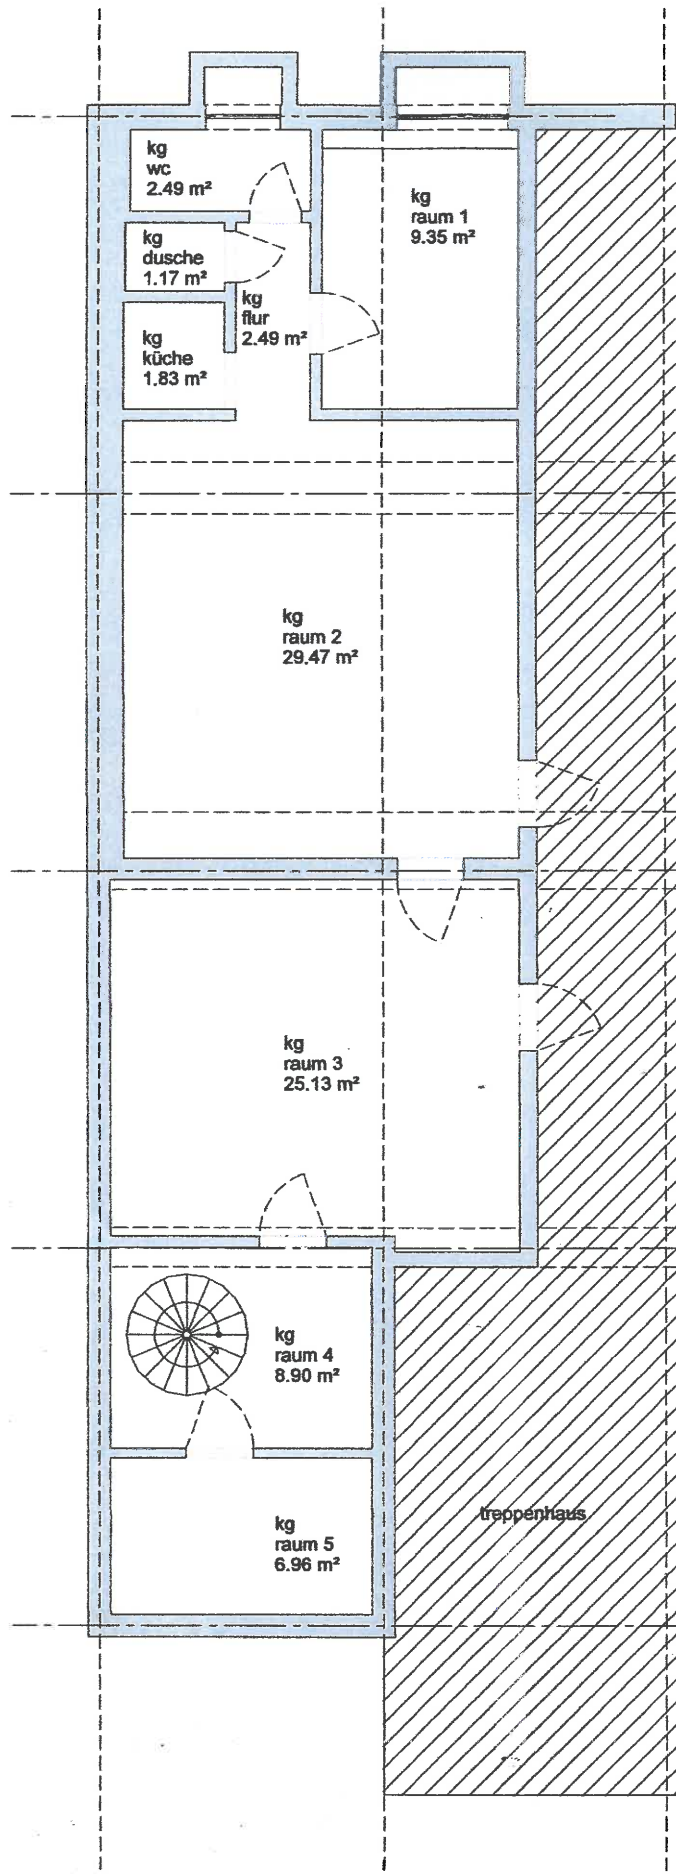 kg
wc
2.49 m²
kg
raum 1
9.35 m²
kg
dusche
1.17 m²
kg
flur
2.49 m²
kg
küche
1.83 m²
kg
raum 2
29.47 m²
kg
raum 3
25.13 m²
kg
raum 4
8.90 m²
treppenhaus
kg
raum 5
6.96 m²